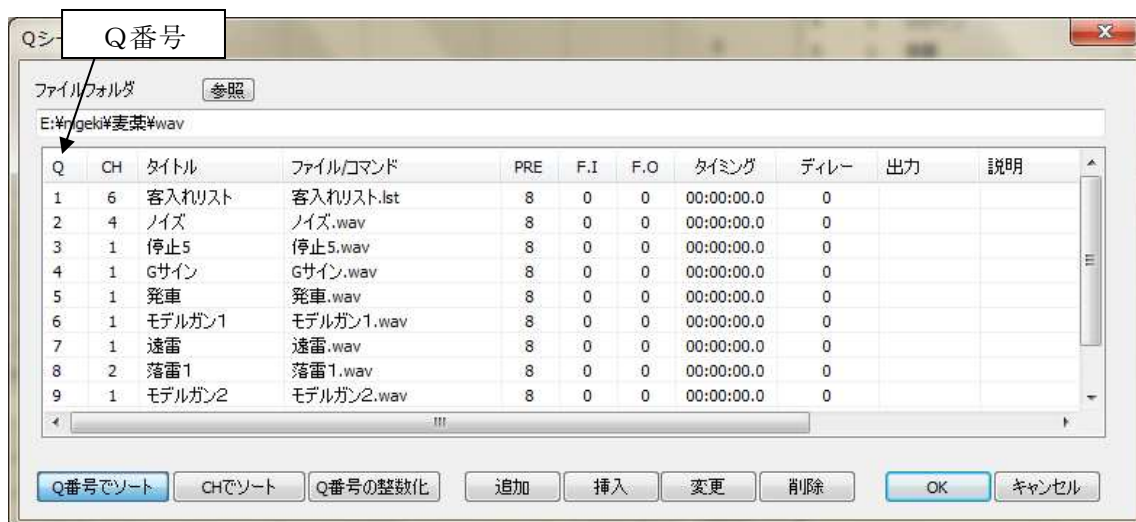 Qシー
Q番号
ファイルフォルダ 参照
E:¥nigeki¥麦菜¥wav
Q CH タイトル ファイル/コマンド PRE F.I F.O タイミング ディレー 出力 説明
1 6 客入れリスト 客入れリスト.lst 8 0 0 00:00:00.0 0
2 4 ノイズ ノイズ.wav 8 0 0 00:00:00.0 0
3 1 停止5 停止5.wav 8 0 0 00:00:00.0 0
4 1 Gサイン Gサイン.wav 8 0 0 00:00:00.0 0
5 1 発車 発車.wav 8 0 0 00:00:00.0 0
6 1 モデルガン1 モデルガン1.wav 8 0 0 00:00:00.0 0
7 1 遠雷 遠雷.wav 8 0 0 00:00:00.0 0
8 2 落雷1 落雷1.wav 8 0 0 00:00:00.0 0
9 1 モデルガン2 モデルガン2.wav 8 0 0 00:00:00.0 0
Q番号でソート CHでソート Q番号の整数化 追加 挿入 変更 削除 OK キャンセル